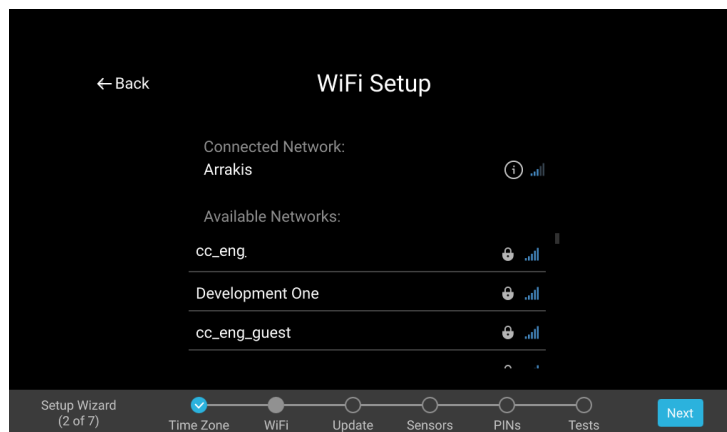 ← Back
WiFi Setup
Connected Network:
Arrakis
Available Networks:
cc_eng.
Development One
cc_eng_guest
Setup Wizard
(2 of 7)
Time Zone
WiFi
Update
Sensors
PINs
Tests
Next